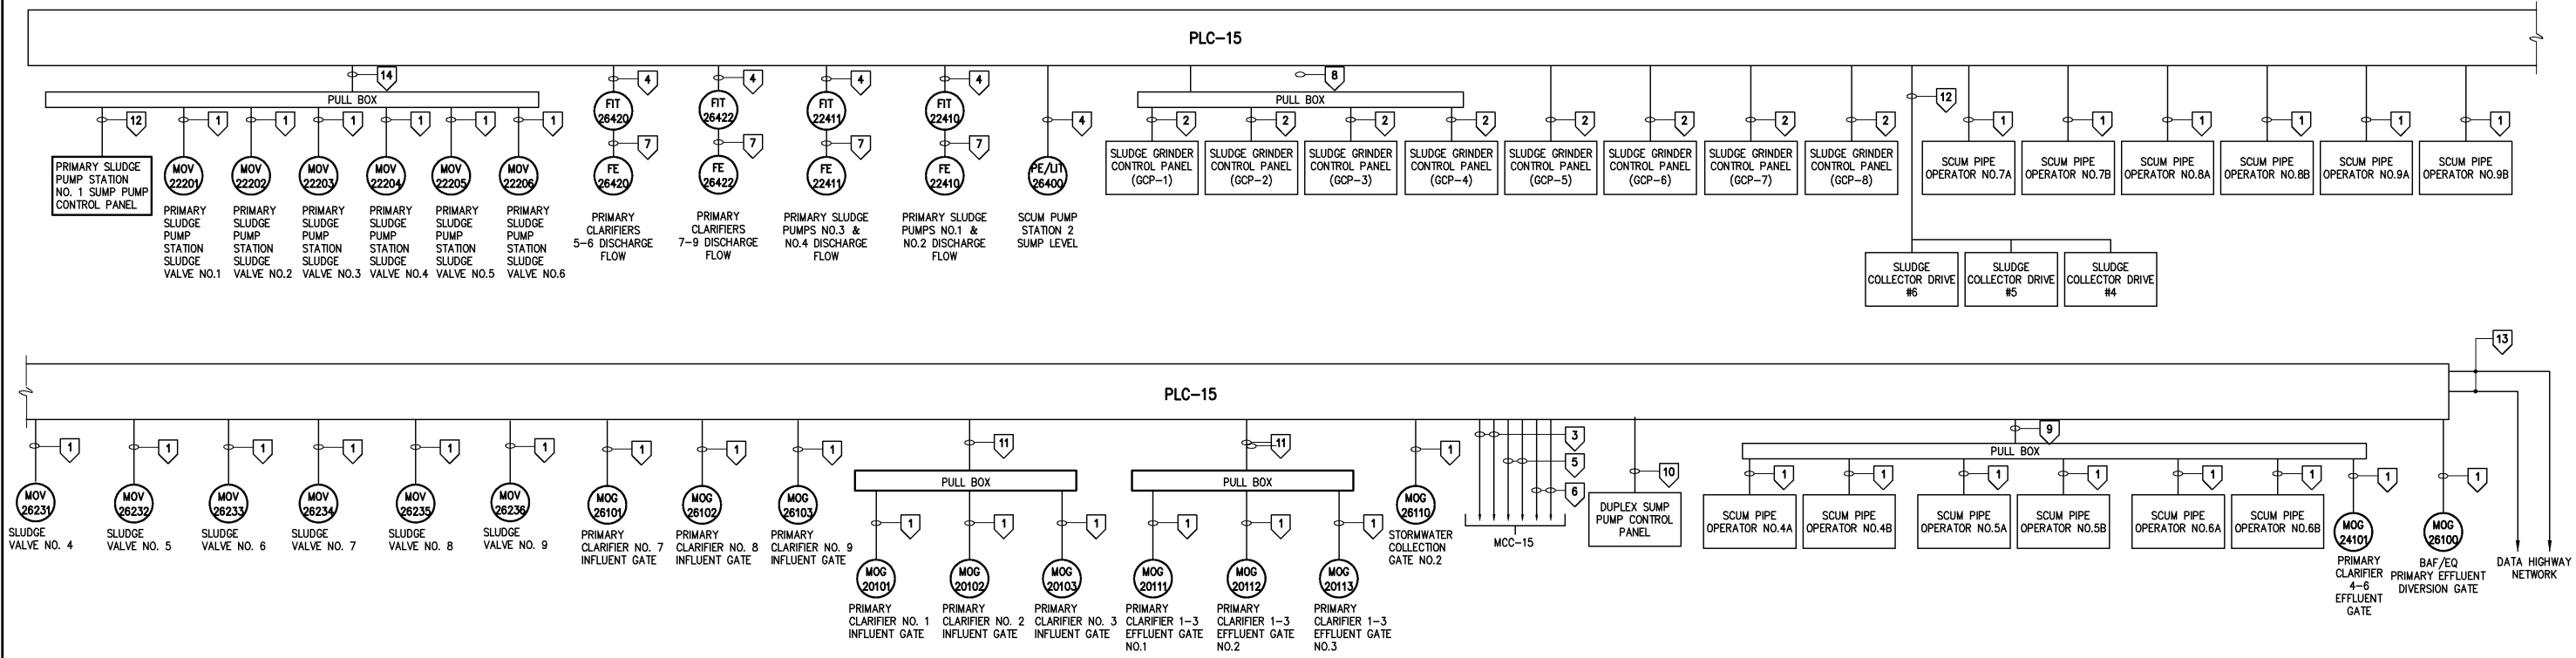 PLC-15
14
PULL BOX
12
1
1
1
1
1
1
PRIMARY SLUDGE
PUMP STATION
NO. 1 SUMP PUMP
CONTROL PANEL
MOV
22201
MOV
22202
MOV
22203
MOV
22204
MOV
22205
MOV
22206
PRIMARY
SLUDGE
PUMP
STATION
SLUDGE
VALVE NO.1
PRIMARY
SLUDGE
PUMP
STATION
SLUDGE
VALVE NO.2
PRIMARY
SLUDGE
PUMP
STATION
SLUDGE
VALVE NO.3
PRIMARY
SLUDGE
PUMP
STATION
SLUDGE
VALVE NO.4
PRIMARY
SLUDGE
PUMP
STATION
SLUDGE
VALVE NO.5
PRIMARY
SLUDGE
PUMP
STATION
SLUDGE
VALVE NO.6
4
FIT
26420
7
FE
26420
PRIMARY
CLARIFIERS
5-6 DISCHARGE
FLOW
4
FIT
26422
7
FE
26422
PRIMARY
CLARIFIERS
7-9 DISCHARGE
FLOW
4
FIT
22411
7
FE
22411
PRIMARY SLUDGE
PUMPS NO.3 &
NO.4 DISCHARGE
FLOW
4
FIT
22410
7
FE
22410
PRIMARY SLUDGE
PUMPS NO.1 &
NO.2 DISCHARGE
FLOW
4
PE/LIT
26400
SCUM PUMP
STATION 2
SUMP LEVEL
8
PULL BOX
2
SLUDGE GRINDER
CONTROL PANEL
(GCP-1)
2
SLUDGE GRINDER
CONTROL PANEL
(GCP-2)
2
SLUDGE GRINDER
CONTROL PANEL
(GCP-3)
2
SLUDGE GRINDER
CONTROL PANEL
(GCP-4)
2
SLUDGE GRINDER
CONTROL PANEL
(GCP-5)
2
SLUDGE GRINDER
CONTROL PANEL
(GCP-6)
2
SLUDGE GRINDER
CONTROL PANEL
(GCP-7)
2
SLUDGE GRINDER
CONTROL PANEL
(GCP-8)
12
SLUDGE
COLLECTOR DRIVE
#6
SLUDGE
COLLECTOR DRIVE
#5
SLUDGE
COLLECTOR DRIVE
#4
1
SCUM PIPE
OPERATOR NO.7A
1
SCUM PIPE
OPERATOR NO.7B
1
SCUM PIPE
OPERATOR NO.8A
1
SCUM PIPE
OPERATOR NO.8B
1
SCUM PIPE
OPERATOR NO.9A
1
SCUM PIPE
OPERATOR NO.9B
13
PLC-15
1
MOV
26231
SLUDGE
VALVE NO. 4
1
MOV
26232
SLUDGE
VALVE NO. 5
1
MOV
26233
SLUDGE
VALVE NO. 6
1
MOV
26234
SLUDGE
VALVE NO. 7
1
MOV
26235
SLUDGE
VALVE NO. 8
1
MOV
26236
SLUDGE
VALVE NO. 9
1
MOG
26101
PRIMARY
CLARIFIER NO. 7
INFLUENT GATE
1
MOG
26102
PRIMARY
CLARIFIER NO. 8
INFLUENT GATE
1
MOG
26103
PRIMARY
CLARIFIER NO. 9
INFLUENT GATE
11
PULL BOX
1
MOG
20101
PRIMARY
CLARIFIER NO. 1
INFLUENT GATE
1
MOG
20102
PRIMARY
CLARIFIER NO. 2
INFLUENT GATE
1
MOG
20103
PRIMARY
CLARIFIER NO. 3
INFLUENT GATE
11
PULL BOX
1
MOG
20111
PRIMARY
CLARIFIER 1-3
EFFLUENT GATE
NO.1
1
MOG
20112
PRIMARY
CLARIFIER 1-3
EFFLUENT GATE
NO.2
1
MOG
20113
PRIMARY
CLARIFIER 1-3
EFFLUENT GATE
NO.3
1
MOG
26110
STORMWATER
COLLECTION
GATE NO.2
3
5
6
MCC-15
10
DUPLEX SUMP
PUMP CONTROL
PANEL
9
PULL BOX
1
SCUM PIPE
OPERATOR NO.4A
1
SCUM PIPE
OPERATOR NO.4B
1
SCUM PIPE
OPERATOR NO.5A
1
SCUM PIPE
OPERATOR NO.5B
1
SCUM PIPE
OPERATOR NO.6A
1
SCUM PIPE
OPERATOR NO.6B
1
MOG
24101
PRIMARY
CLARIFIER
4-6
EFFLUENT
GATE
1
MOG
26100
BAF/EQ
PRIMARY EFFLUENT
DIVERSION GATE
DATA HIGHWAY
NETWORK